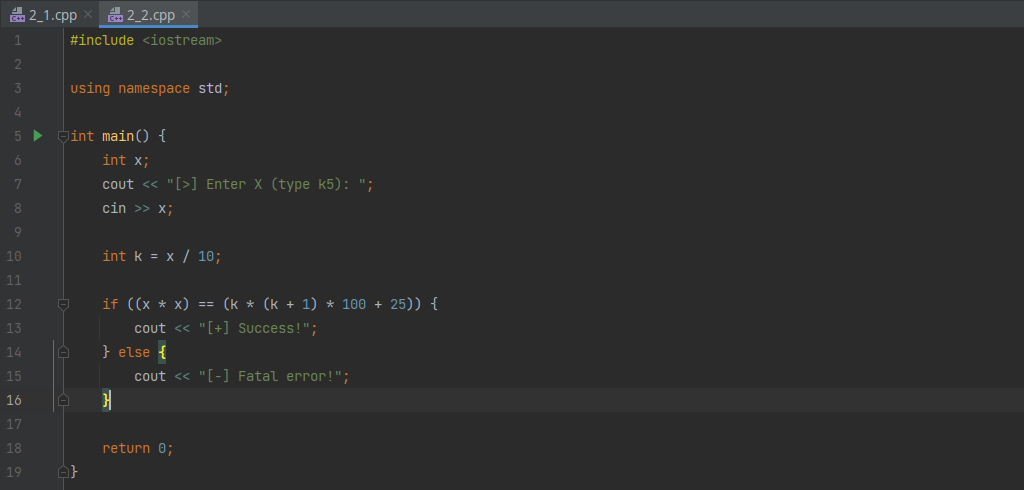 2_1.cpp 2_2.cpp
1 #include <iostream>
2
3 using namespace std;
4
5 int main() {
6 int x;
7 cout << "[>] Enter X (type k5): ";
8 cin >> x;
9
10 int k = x / 10;
11
12 if ((x * x) == (k * (k + 1) * 100 + 25)) {
13 cout << "[+] Success!";
14 } else {
15 cout << "[-] Fatal error!";
16 }
17
18 return 0;
19 }